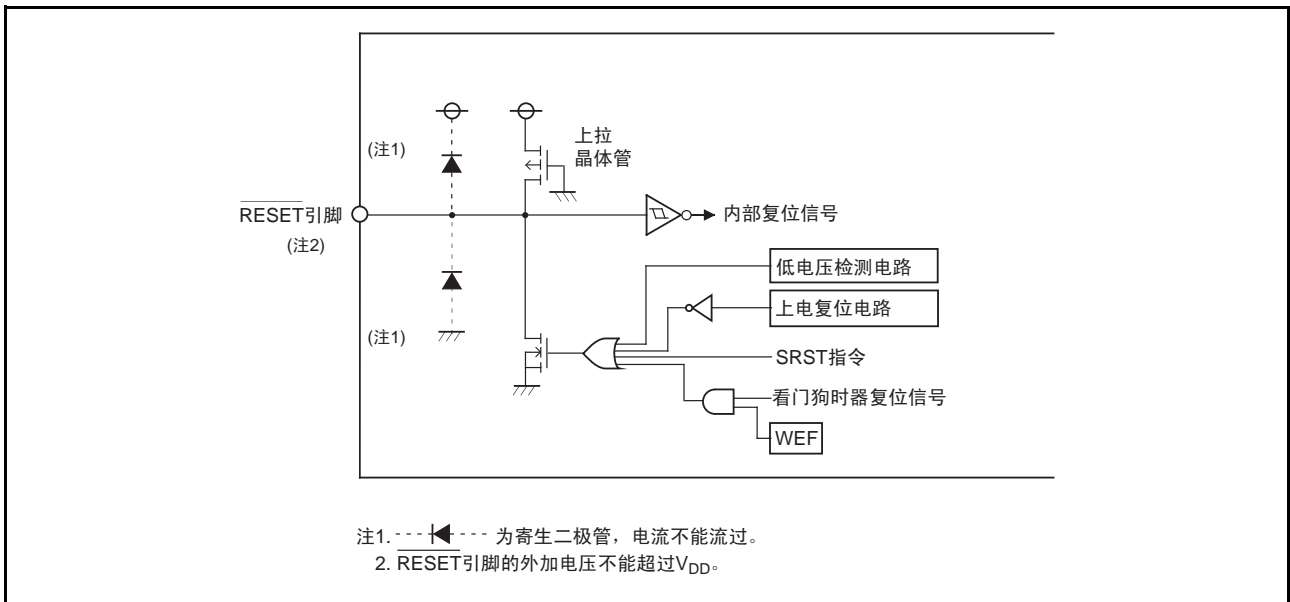 上拉
晶体管
(注1)
RESET引脚
(注2)
内部复位信号
低电压检测电路
上电复位电路
(注1)
SRST指令
看门狗时器复位信号
WEF
注1. 为寄生二极管，电流不能流过。
2. RESET引脚的外加电压不能超过VDD。